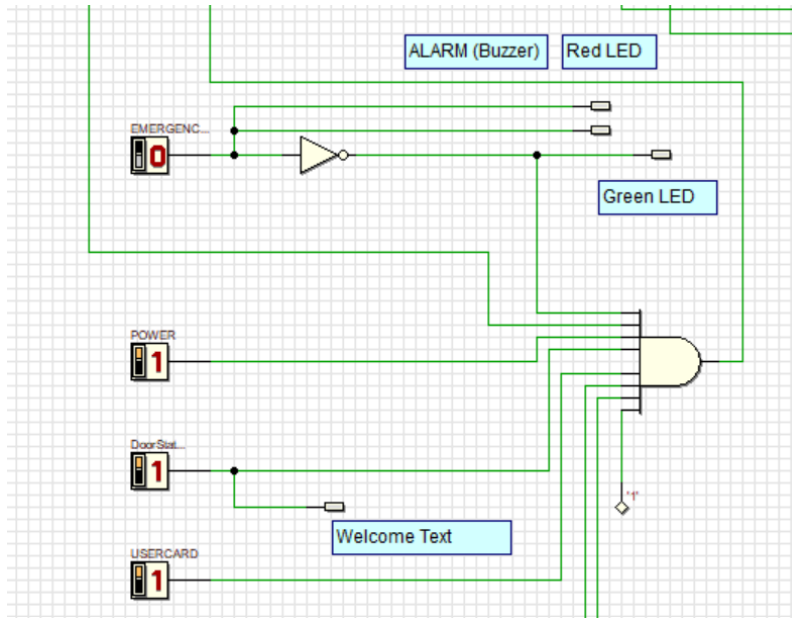 ALARM (Buzzer) Red LED
EMERGENC...
0
Green LED
POWER
1
DoorStat...
1
"1"
Welcome Text
USERCARD
1